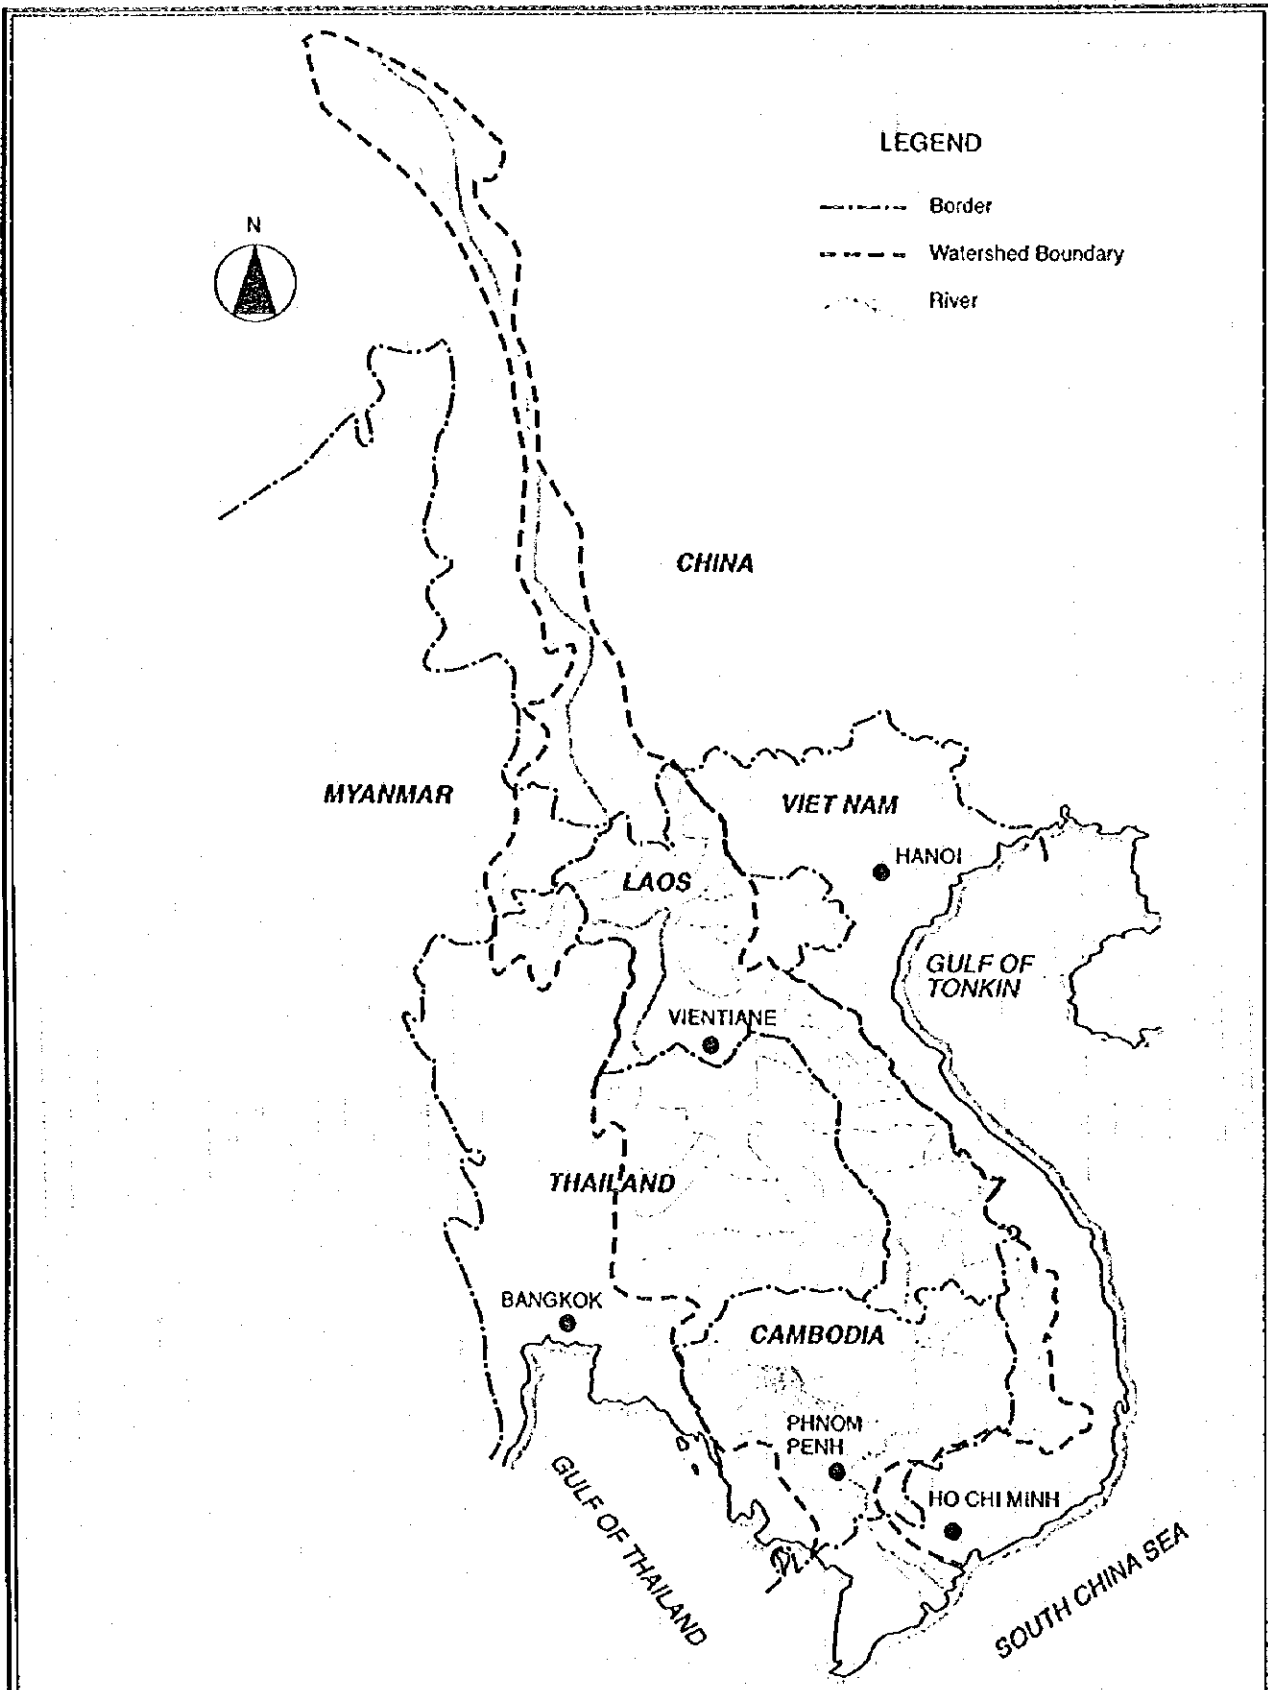 LEGEND
Border
Watershed Boundary
River
N
CHINA
MYANMAR
VIET NAM
HANOI
LAOS
GULF OF
TONKIN
VIENTIANE
THAILAND
BANGKOK
CAMBODIA
PHNOM
PENH
HO CHI MINH
GULF OF THAILAND
SOUTH CHINA SEA